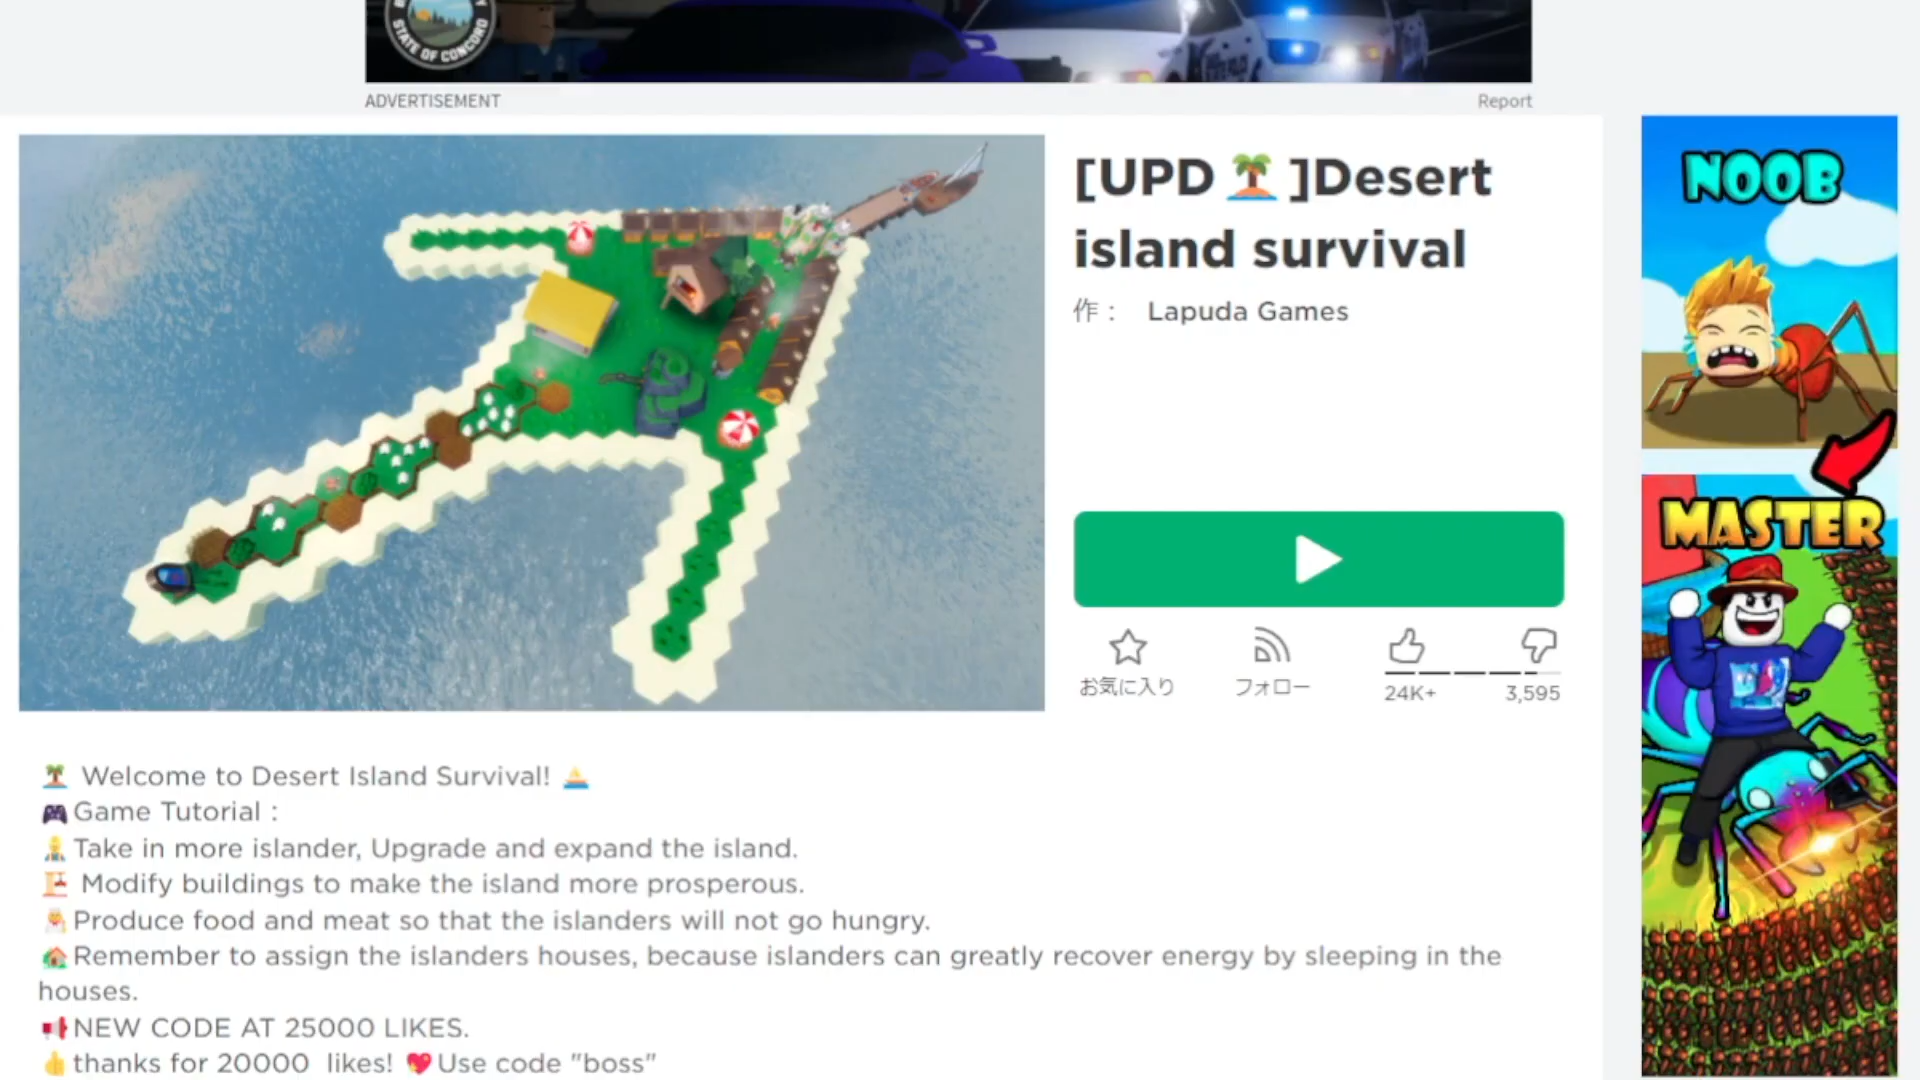 STATE OF CONCORD
ADVERTISEMENT
Report
[UPD🏝️]Desert
island survival
作： Lapuda Games
お気に入り
フォロー
24K+
3,595
🏝️ Welcome to Desert Island Survival! ⛵
🎮Game Tutorial :
Take in more islander, Upgrade and expand the island.
Modify buildings to make the island more prosperous.
Produce food and meat so that the islanders will not go hungry.
🏠Remember to assign the islanders houses, because islanders can greatly recover energy by sleeping in the
houses.
📢NEW CODE AT 25000 LIKES.
👍thanks for 20000 likes! 💖Use code "boss"
NOOB
MASTER